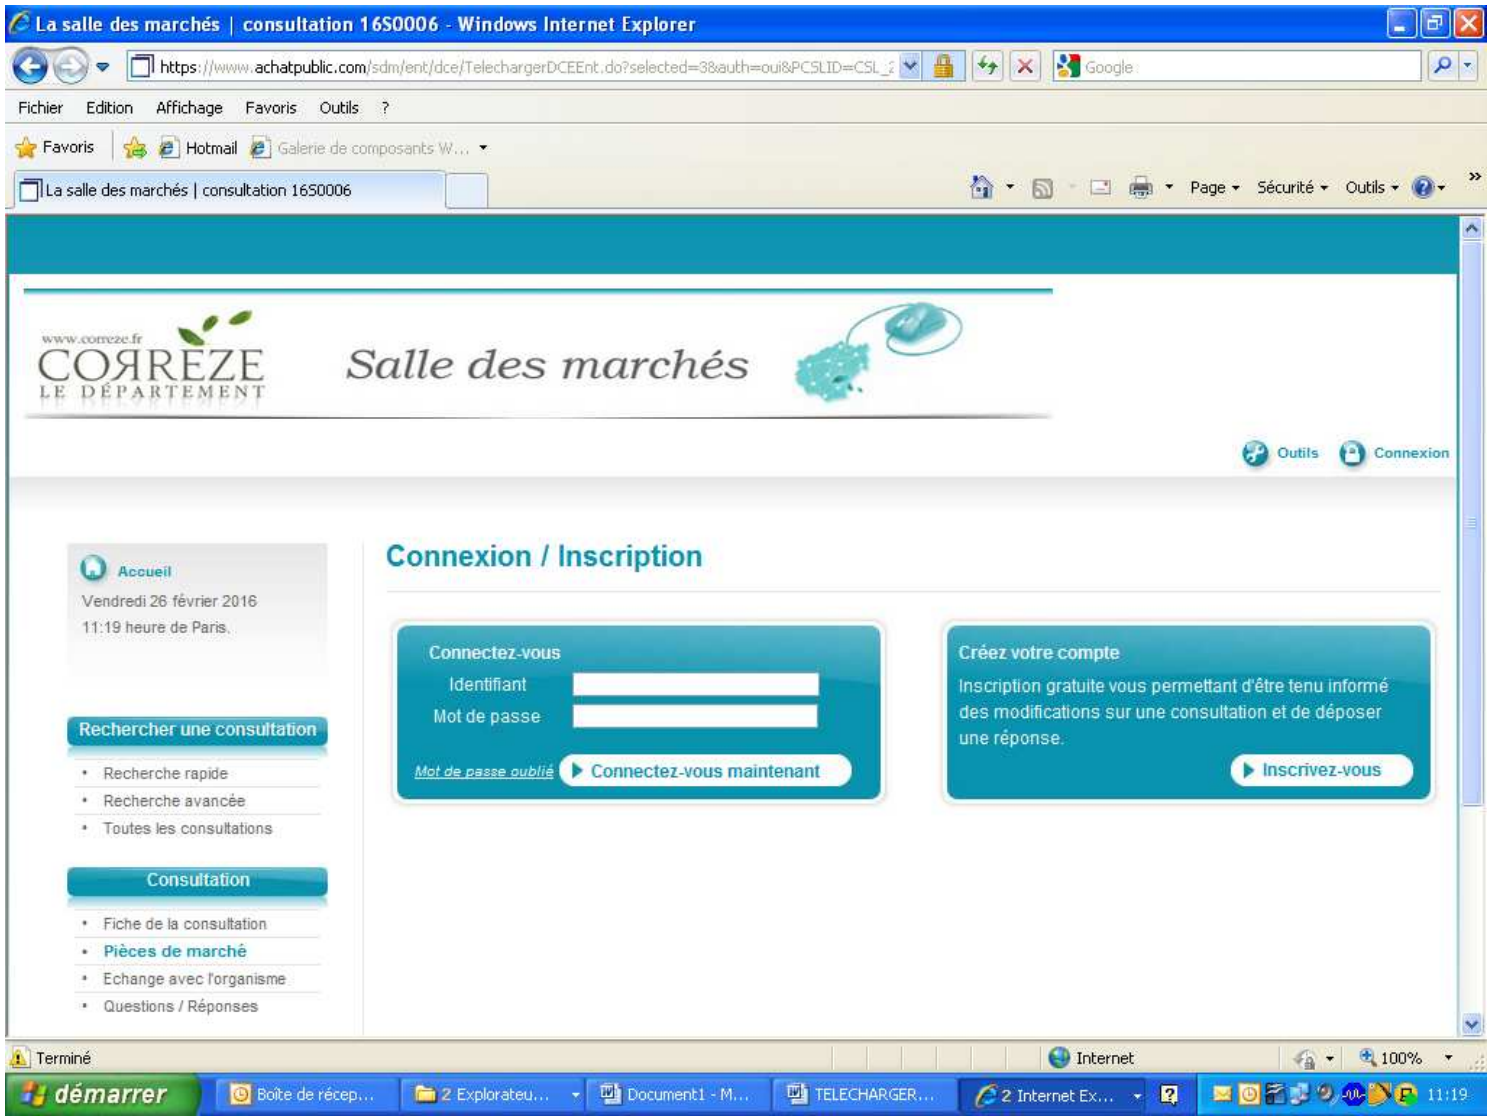 La salle des marchés | consultation 16S0006 - Windows Internet Explorer
https://www.achatpublic.com/sdm/ent/dce/TelechargerDCEEnt.do?selected=3&auth=oui&PCSLID=CSL_
Google
Fichier Edition Affichage Favoris Outils ?
Favoris Hotmail Galerie de composants W...
La salle des marchés | consultation 16S0006
Page Sécurité Outils »
www.correze.fr
COЯREZE
LE DÉPARTEMENT
Salle des marchés
Outils Connexion
Accueil
Vendredi 26 février 2016
11:19 heure de Paris.
Connexion / Inscription
Connectez-vous
Identifiant
Mot de passe
Mot de passe oublié Connectez-vous maintenant
Créez votre compte
Inscription gratuite vous permettant d'être tenu informé
des modifications sur une consultation et de déposer
une réponse.
Inscrivez-vous
Rechercher une consultation
• Recherche rapide
• Recherche avancée
• Toutes les consultations
Consultation
• Fiche de la consultation
• Pièces de marché
• Echange avec l'organisme
• Questions / Réponses
Terminé Internet 100%
démarrer Boîte de récep... 2 Explorateu... Document1 - M... TELECHARGER... 2 Internet Ex... 11:19